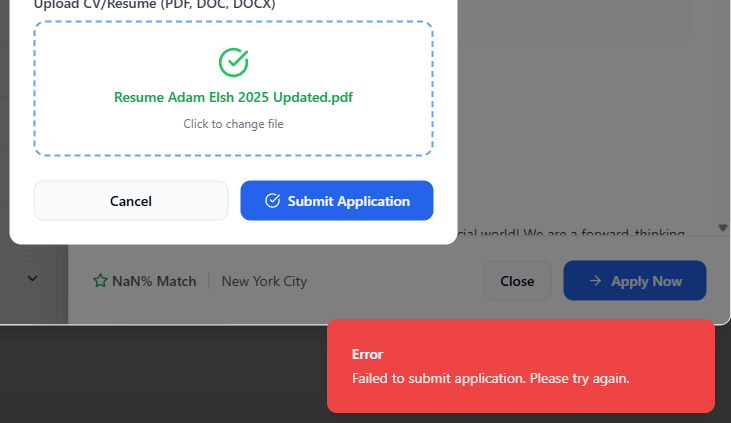 Upload CV/Resume (PDF, DOC, DOCX)
Resume Adam Elsh 2025 Updated.pdf
Click to change file
Cancel
Submit Application
cial world! We are a forward-thinking
NaN% Match
New York City
Close
Apply Now
Error
Failed to submit application. Please try again.